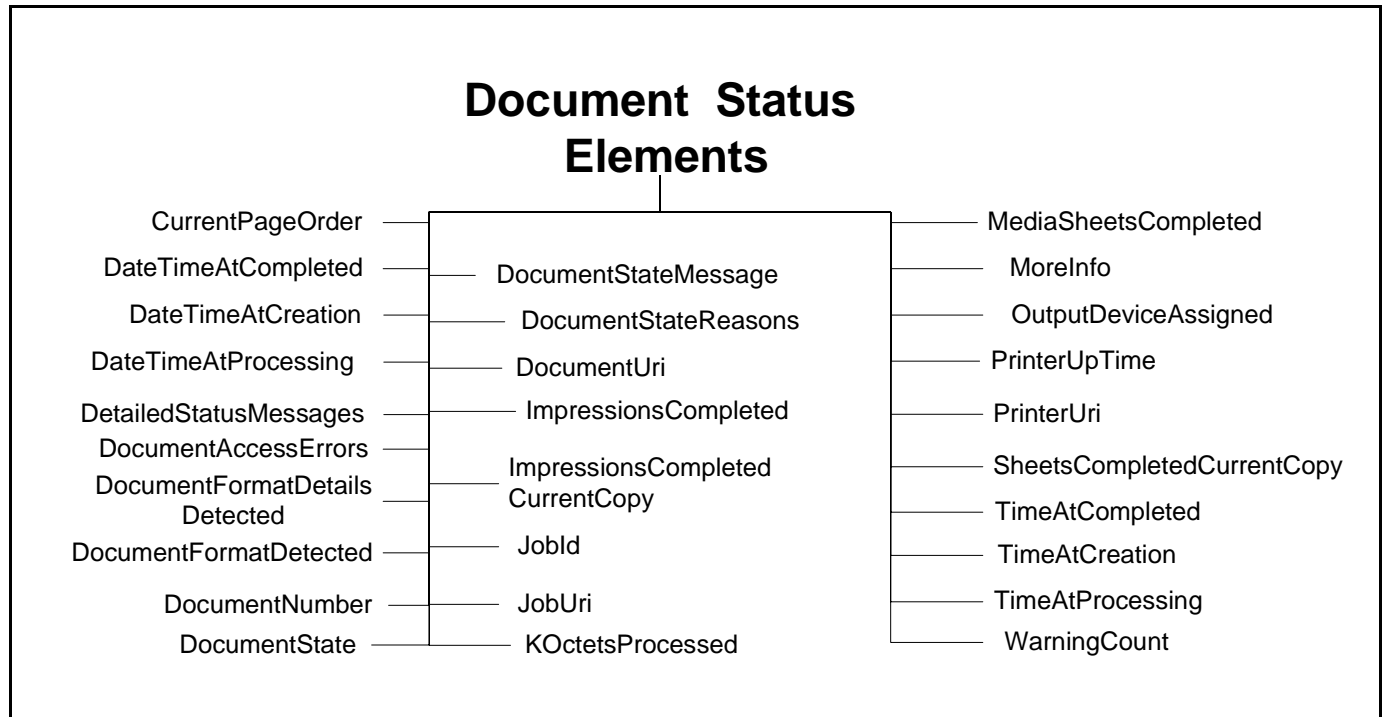 Document Status
Elements
CurrentPageOrder
DateTimeAtCompleted
DateTimeAtCreation
DateTimeAtProcessing
DetailedStatusMessages
DocumentAccessErrors
DocumentFormatDetails
Detected
DocumentFormatDetected
DocumentNumber
DocumentState
DocumentStateMessage
DocumentStateReasons
DocumentUri
ImpressionsCompleted
ImpressionsCompleted
CurrentCopy
JobId
JobUri
KOctetsProcessed
MediaSheetsCompleted
MoreInfo
OutputDeviceAssigned
PrinterUpTime
PrinterUri
SheetsCompletedCurrentCopy
TimeAtCompleted
TimeAtCreation
TimeAtProcessing
WarningCount